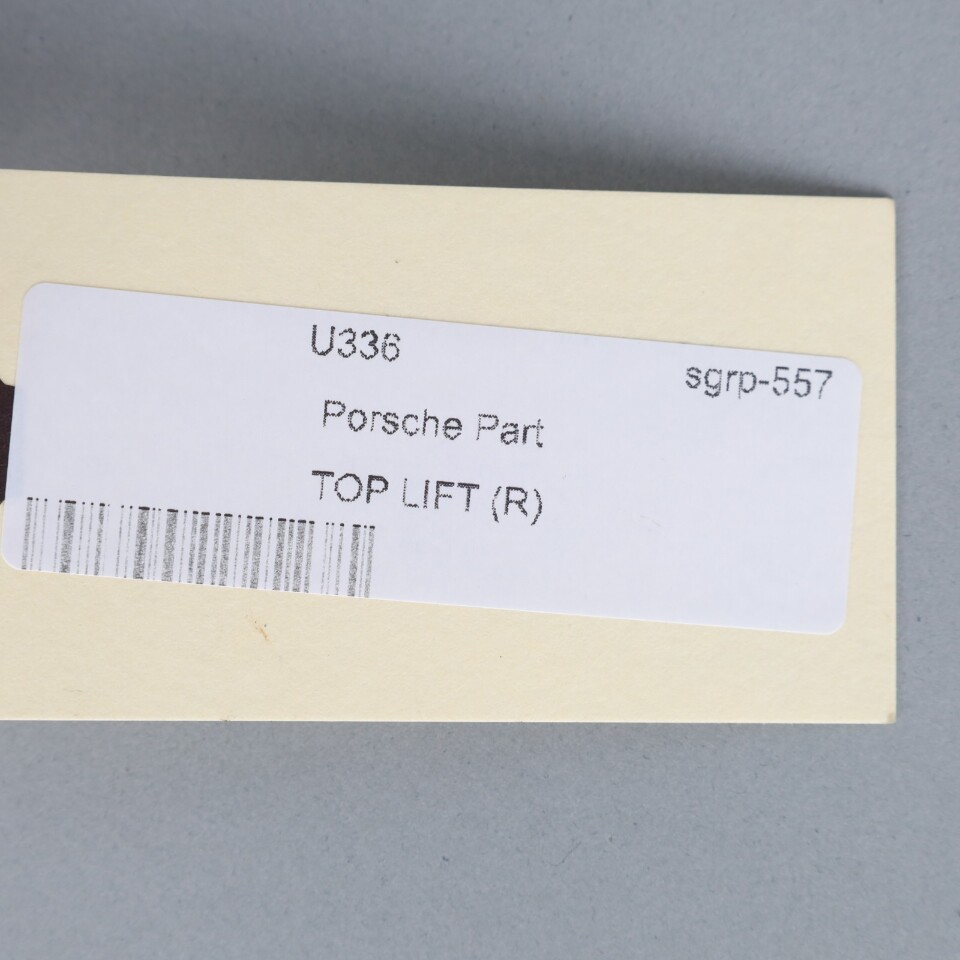 U336
sgrp-557
Porsche Part
TOP LIFT (R)